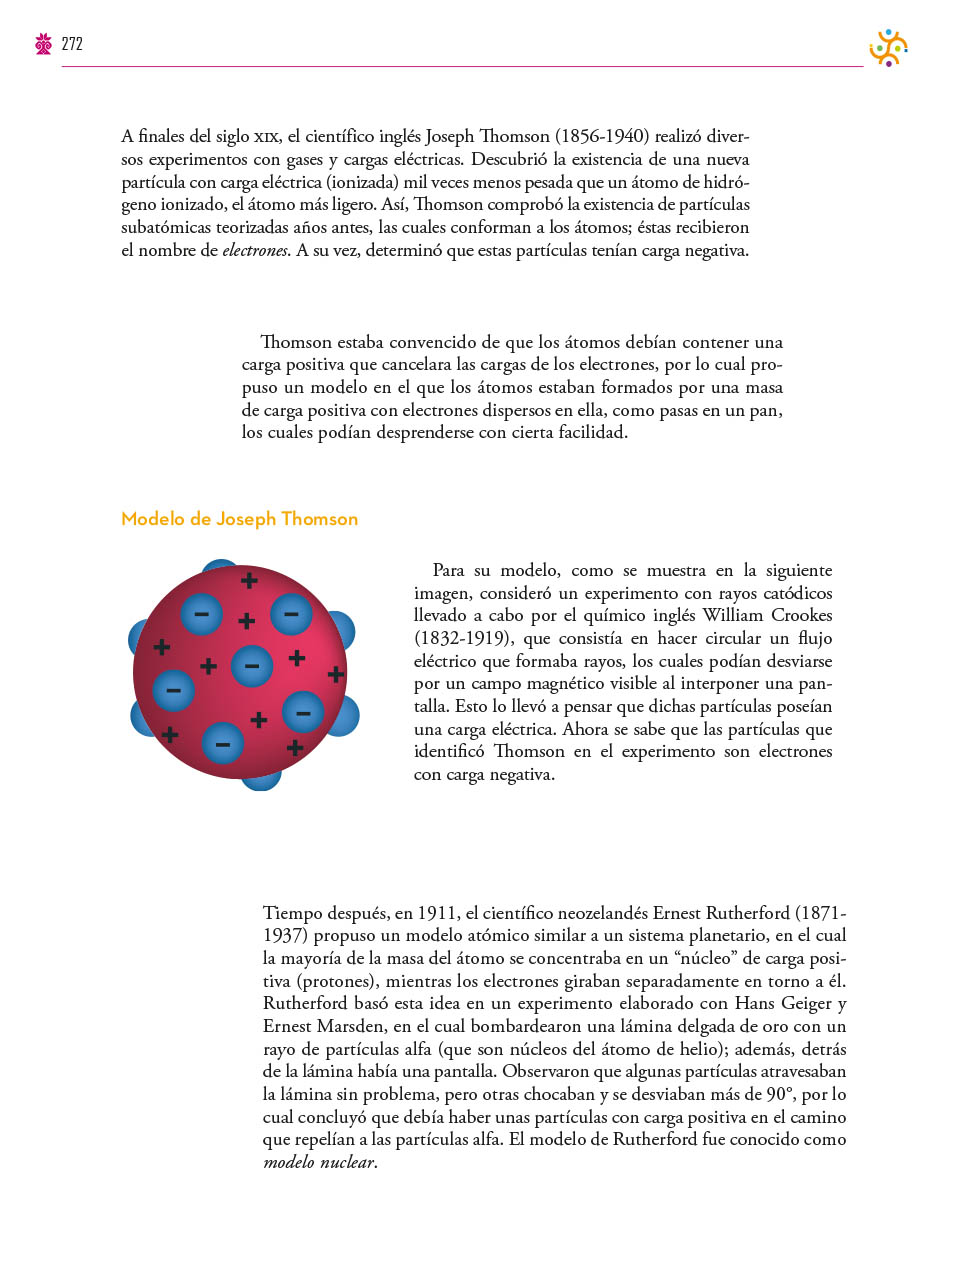 272
A finales del siglo XIX, el científico inglés Joseph Thomson (1856-1940) realizó diver-
sos experimentos con gases y cargas eléctricas. Descubrió la existencia de una nueva
partícula con carga eléctrica (ionizada) mil veces menos pesada que un átomo de hidró-
geno ionizado, el átomo más ligero. Así, Thomson comprobó la existencia de partículas
subatómicas teorizadas años antes, las cuales conforman a los átomos; éstas recibieron
el nombre de electrones. A su vez, determinó que estas partículas tenían carga negativa.
Thomson estaba convencido de que los átomos debían contener una
carga positiva que cancelara las cargas de los electrones, por lo cual pro-
puso un modelo en el que los átomos estaban formados por una masa
de carga positiva con electrones dispersos en ella, como pasas en un pan,
los cuales podían desprenderse con cierta facilidad.
Modelo de Joseph Thomson
Para su modelo, como se muestra en la siguiente
imagen, consideró un experimento con rayos catódicos
llevado a cabo por el químico inglés William Crookes
(1832-1919), que consistía en hacer circular un flujo
eléctrico que formaba rayos, los cuales podían desviarse
por un campo magnético visible al interponer una pan-
talla. Esto lo llevó a pensar que dichas partículas poseían
una carga eléctrica. Ahora se sabe que las partículas que
identificó Thomson en el experimento son electrones
con carga negativa.
Tiempo después, en 1911, el científico neozelandés Ernest Rutherford (1871-
1937) propuso un modelo atómico similar a un sistema planetario, en el cual
la mayoría de la masa del átomo se concentraba en un “núcleo” de carga posi-
tiva (protones), mientras los electrones giraban separadamente en torno a él.
Rutherford basó esta idea en un experimento elaborado con Hans Geiger y
Ernest Marsden, en el cual bombardearon una lámina delgada de oro con un
rayo de partículas alfa (que son núcleos del átomo de helio); además, detrás
de la lámina había una pantalla. Observaron que algunas partículas atravesaban
la lámina sin problema, pero otras chocaban y se desviaban más de 90°, por lo
cual concluyó que debía haber unas partículas con carga positiva en el camino
que repelían a las partículas alfa. El modelo de Rutherford fue conocido como
modelo nuclear.